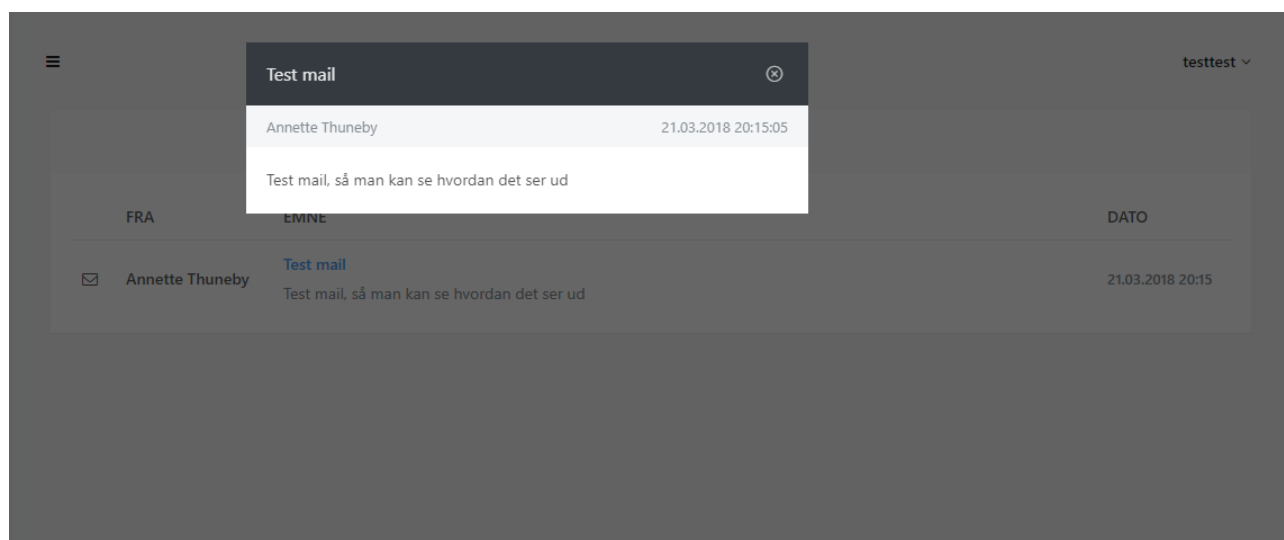 Test mail
testtest
Annette Thuneby 21.03.2018 20:15:05
Test mail, så man kan se hvordan det ser ud
FRA EMNE DATO
Test mail
Annette Thuneby 21.03.2018 20:15
Test mail, så man kan se hvordan det ser ud